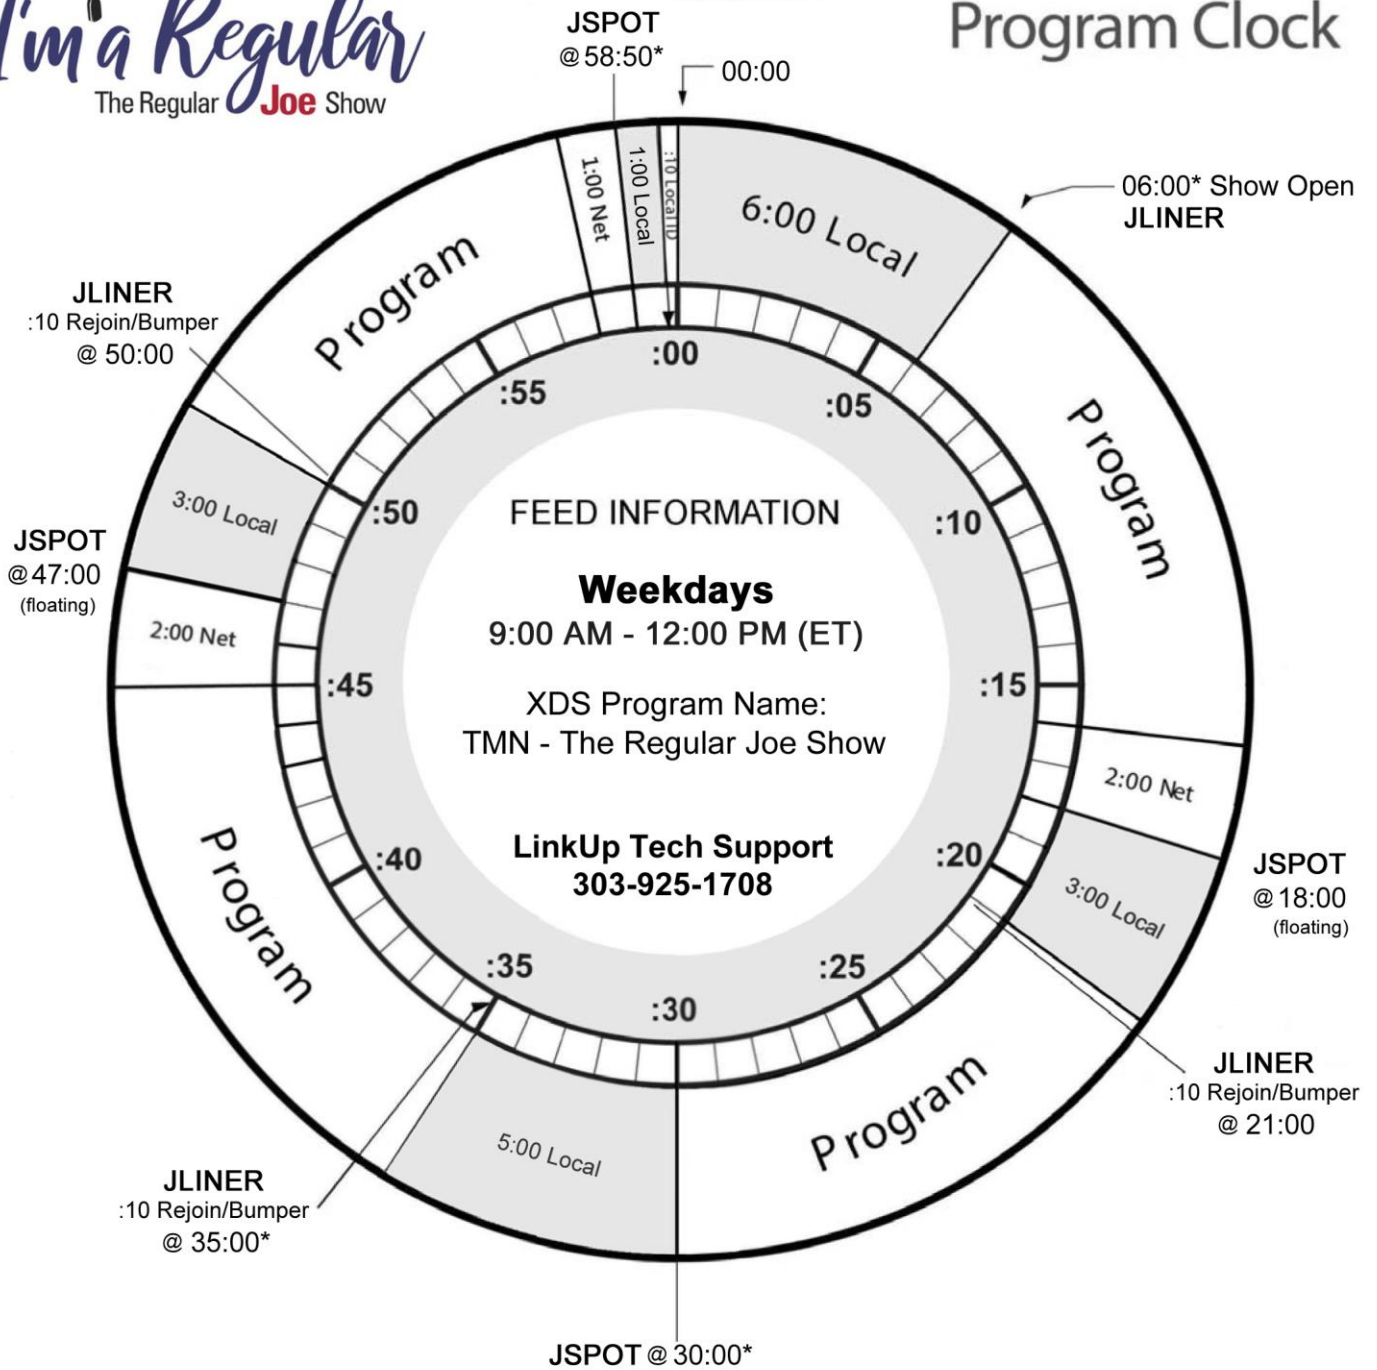 I'm a Regular
The Regular Joe Show
Program Clock
JSPOT
@58:50*
00:00
06:00* Show Open
JLINER
1:00 Net
1:00 Local
:10 Local ID
6:00 Local
Program
Program
JLINER
:10 Rejoin/Bumper
@ 50:00
3:00 Local
JSPOT
@47:00
(floating)
2:00 Net
:00
:05
:10
:15
:20
:25
:30
:35
:40
:45
:50
:55
FEED INFORMATION
Weekdays
9:00 AM - 12:00 PM (ET)
XDS Program Name:
TMN - The Regular Joe Show
LinkUp Tech Support
303-925-1708
2:00 Net
3:00 Local
JSPOT
@18:00
(floating)
Program
Program
JLINER
:10 Rejoin/Bumper
@ 21:00
5:00 Local
JLINER
:10 Rejoin/Bumper
@ 35:00*
JSPOT @ 30:00*